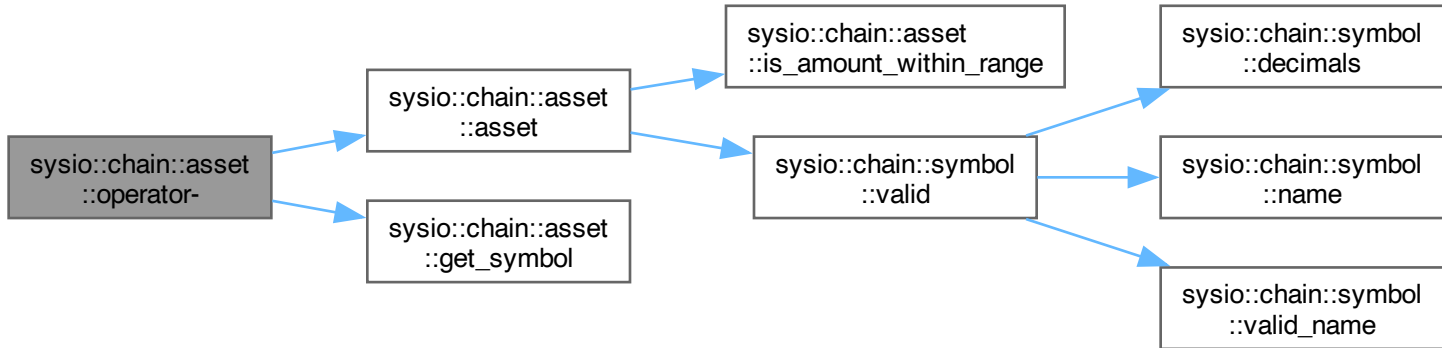 sysio::chain::asset
::operator-
sysio::chain::asset
::asset
sysio::chain::asset
::get_symbol
sysio::chain::asset
::is_amount_within_range
sysio::chain::symbol
::valid
sysio::chain::symbol
::decimals
sysio::chain::symbol
::name
sysio::chain::symbol
::valid_name